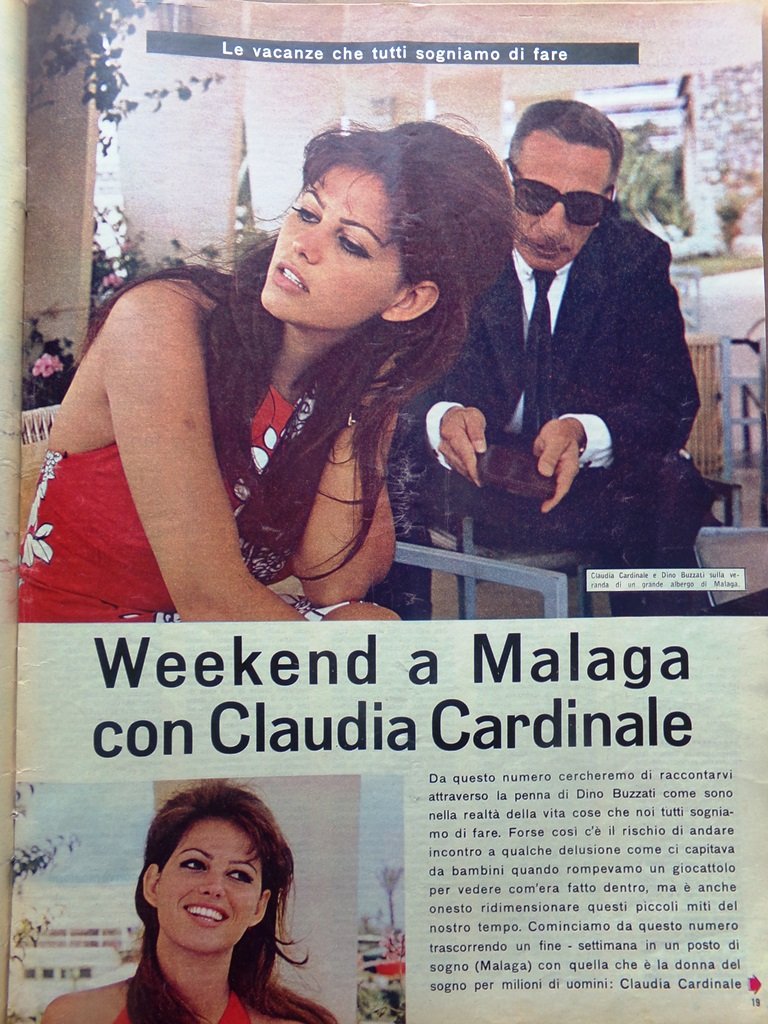 Le vacanze che tutti sogniamo di fare
Claudia Cardinale e Dino Buzzati sulla ve-
randa di un grande albergo di Malaga.
Weekend a Malaga
con Claudia Cardinale
Da questo numero cercheremo di raccontarvi
attraverso la penna di Dino Buzzati come sono
nella realtà della vita cose che noi tutti sognia-
mo di fare. Forse così c'è il rischio di andare
incontro a qualche delusione come ci capitava
da bambini quando rompevamo un giocattolo
per vedere com'era fatto dentro, ma è anche
onesto ridimensionare questi piccoli miti del
nostro tempo. Cominciamo da questo numero
trascorrendo un fine - settimana in un posto di
sogno (Malaga) con quella che è la donna del
sogno per milioni di uomini: Claudia Cardinale
19